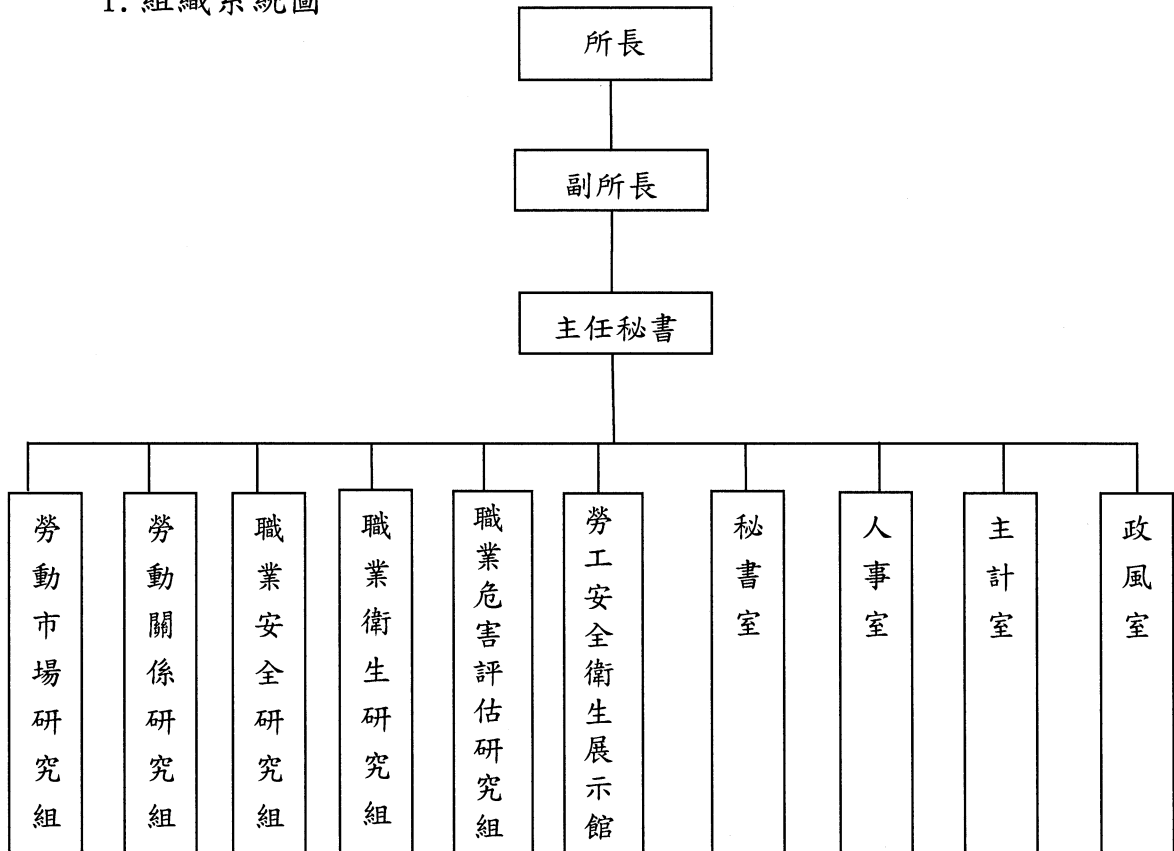 1. 組織系統圖
所長
副所長
主任秘書
勞動市場研究組
勞動關係研究組
職業安全研究組
職業衛生研究組
職業危害評估研究組
勞工安全衛生展示館
秘書室
人事室
主計室
政風室